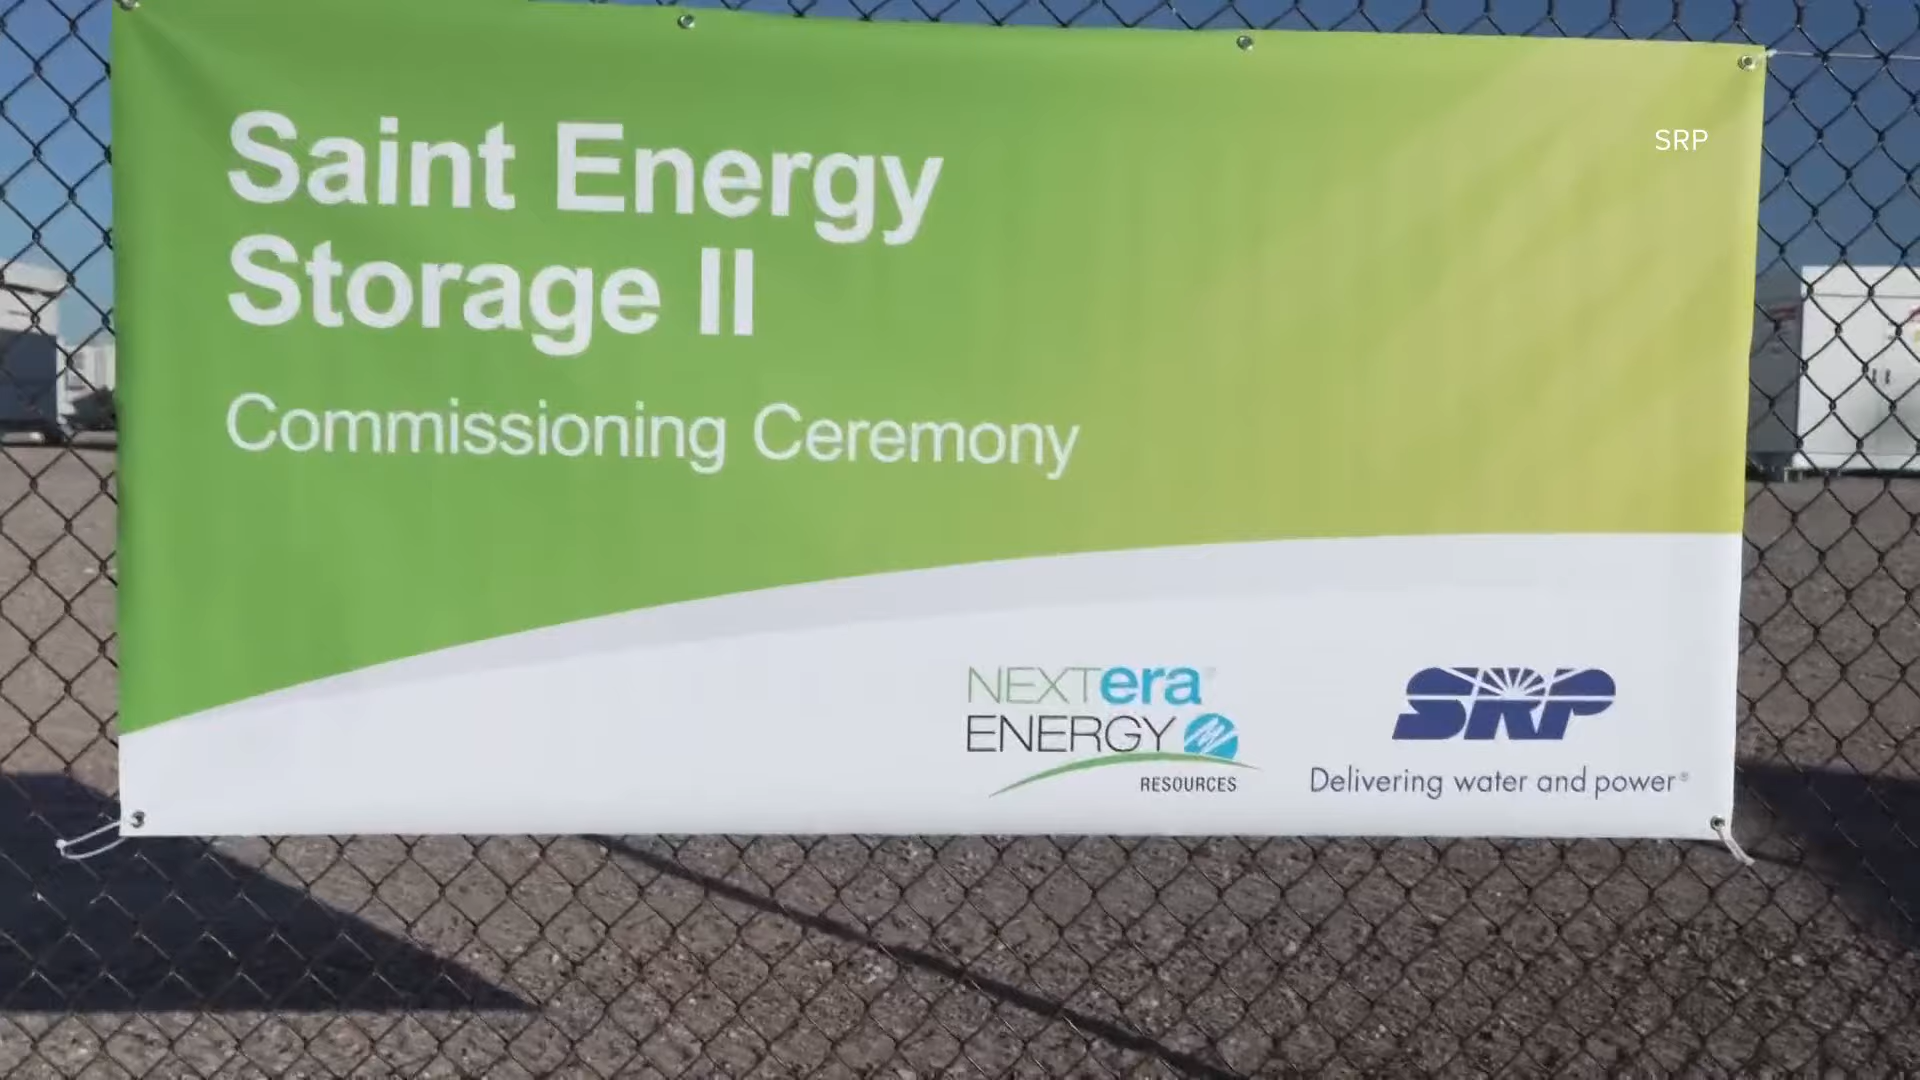 SRP
Saint Energy
Storage II
Commissioning Ceremony
NEXTera®
ENERGY
RESOURCES
SRP
Delivering water and power®